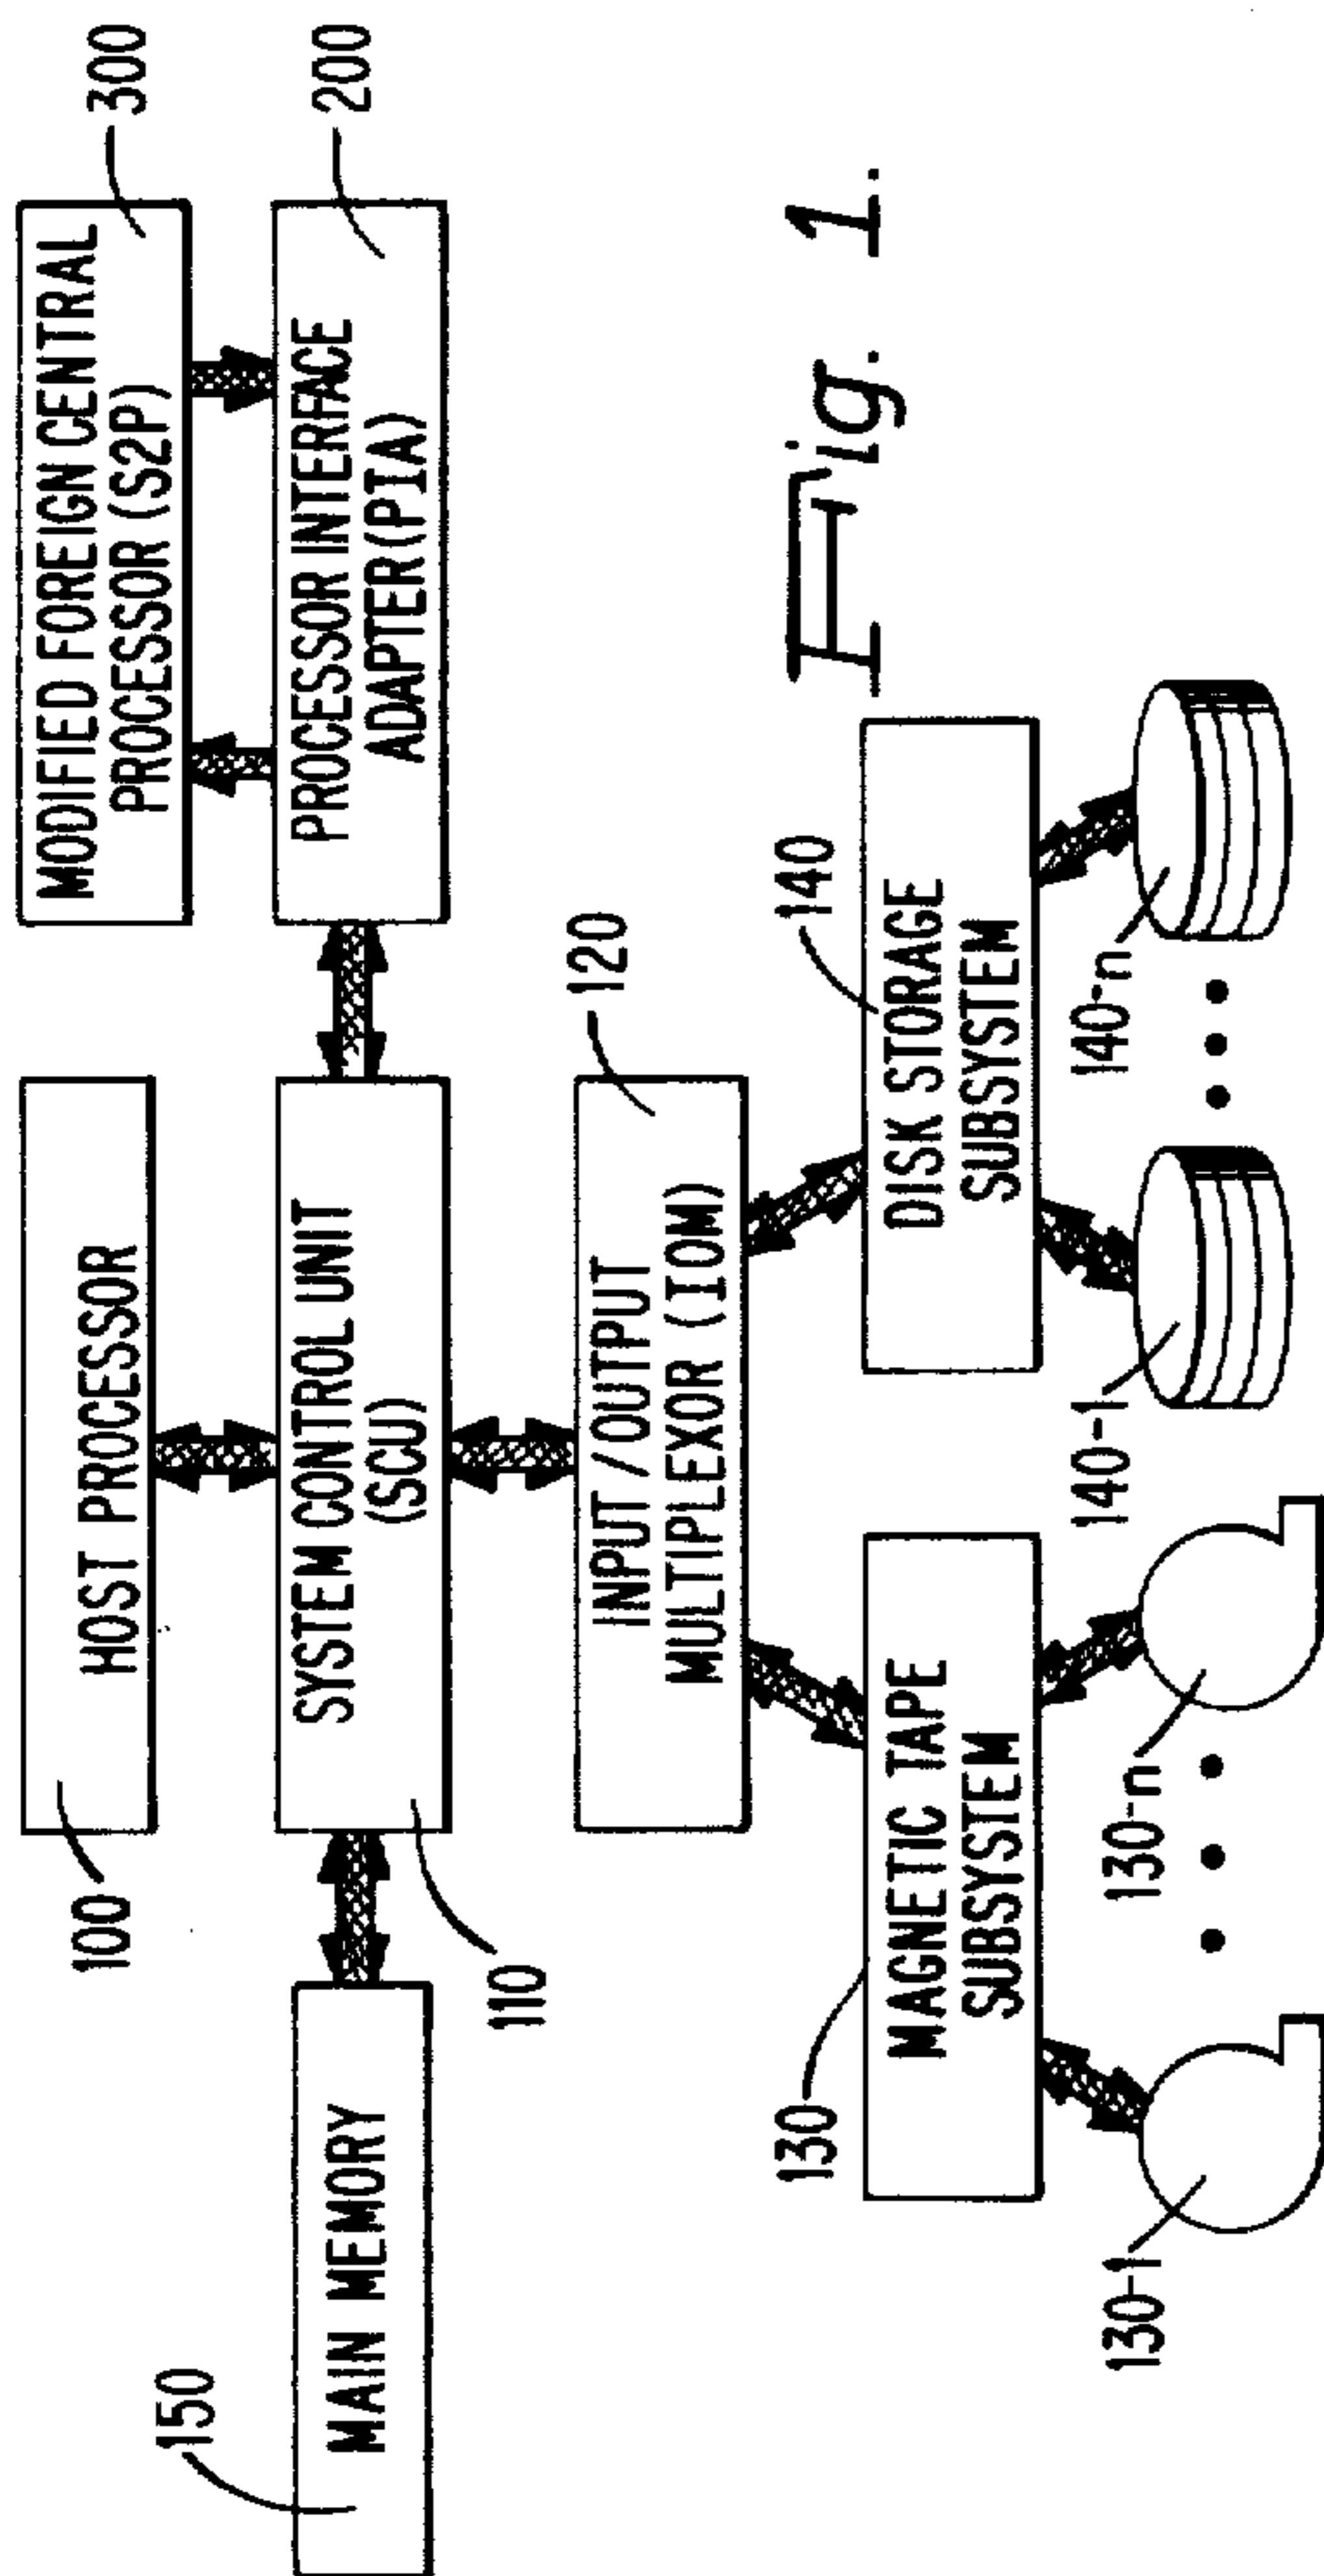 100
HOST PROCESSOR
MODIFIED FOREIGN CENTRAL
PROCESSOR (S2P)
300
150
MAIN MEMORY
SYSTEM CONTROL UNIT
(SCU)
110
PROCESSOR INTERFACE
ADAPTER(PIA)
200
INPUT/OUTPUT
MULTIPLEXOR (IOM)
120
130
MAGNETIC TAPE
SUBSYSTEM
DISK STORAGE
SUBSYSTEM
140
130-1
130-n
140-1
140-n
Fig. 1.